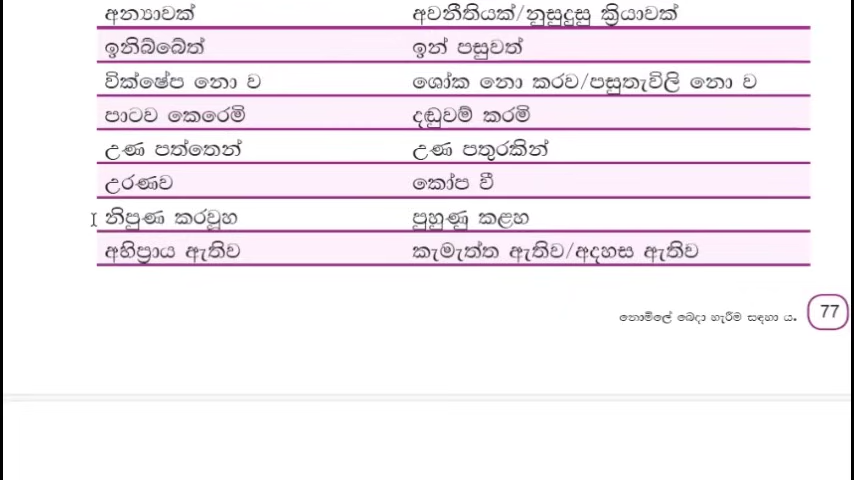 අන්‍යාවක් අවනීතියක්/නුසුදුසු ක්‍රියාවක්
ඉනිබ්බෙත් ඉන් පසුවත්
වික්ෂේප නො ව ශෝක නො කරව/පසුතැවිලි නො ව
පාටව කෙරෙමි දඬුවම් කරමි
උණ පත්තෙන් උණ පතුරකින්
උරණව කෝප වී
නිපුණ කරවූහ පුහුණු කළහ
අභිප්‍රාය ඇතිව කැමැත්ත ඇතිව/අදහස ඇතිව
නොමිලේ බෙදා හැරීම සඳහා ය. 77